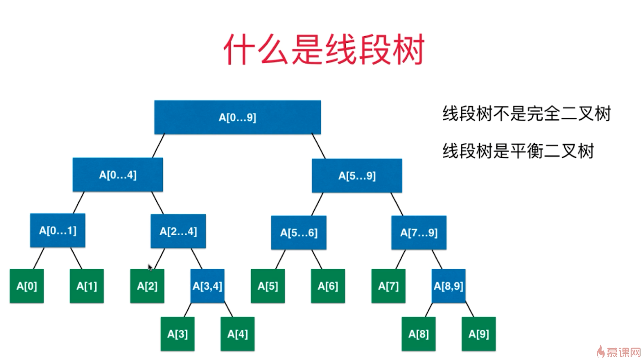 什么是线段树
线段树不是完全二叉树
线段树是平衡二叉树
A[0…9]
A[0…4]
A[5…9]
A[0…1]
A[2…4]
A[5…6]
A[7…9]
A[0]
A[1]
A[2]
A[3,4]
A[5]
A[6]
A[7]
A[8,9]
A[3]
A[4]
A[8]
A[9]
慕课网